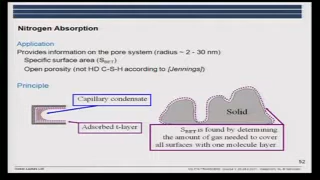 Nitrogen Absorption
Application
Provides information on the pore system (radius ~ 2 - 30 nm)
Specific surface area (SBET)
Open porosity (not HD C-S-H according to [Jennings])
Principle
Capillary condensate
Adsorbed t-layer
Solid
SBET is found by determining
the amount of gas needed to cover
all surfaces with one molecule layer
52